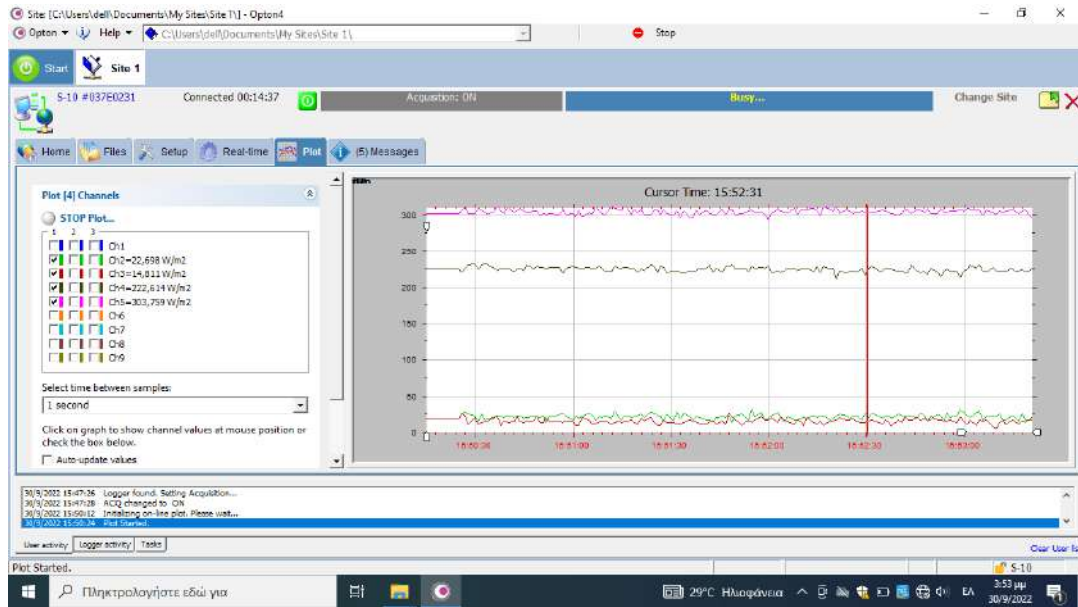 Site: [C:\Users\dell\Documents\My Sites\Site 1\] - Opton4
Opton Help C:\Users\dell\Documents\My Sites\Site 1\ Stop
Start Site 1
S-10 #037E0231 Connected 00:14:37 Acquisition: ON Busy... Change Site
Home Files Setup Real-time Plot (5) Messages
Plot [4] Channels
STOP Plot...
1 2 3
Ch1
Ch2=22,698 W/m2
Ch3=14,811 W/m2
Ch4=222,614 W/m2
Ch5=303,759 W/m2
Ch6
Ch7
Ch8
Ch9
Select time between samples:
1 second
Click on graph to show channel values at mouse position or
check the box below.
Auto-update values
Cursor Time: 15:52:31
300
250
200
150
100
50
0
15:50:30 15:51:00 15:51:30 15:52:00 15:52:30 15:53:00
30/9/2022 15:47:26 Logger found. Setting Acquisition...
30/9/2022 15:47:28 ACQ changed to ON
30/9/2022 15:50:12 Initializing on-line plot. Please wait...
30/9/2022 15:50:24 Plot Started.
User activity Logger activity Tasks
Clear User lis
Plot Started. S-10
Πληκτρολογήστε εδώ για 29°C Ηλιοφάνεια ΕΛ 3:53 μμ
30/9/2022